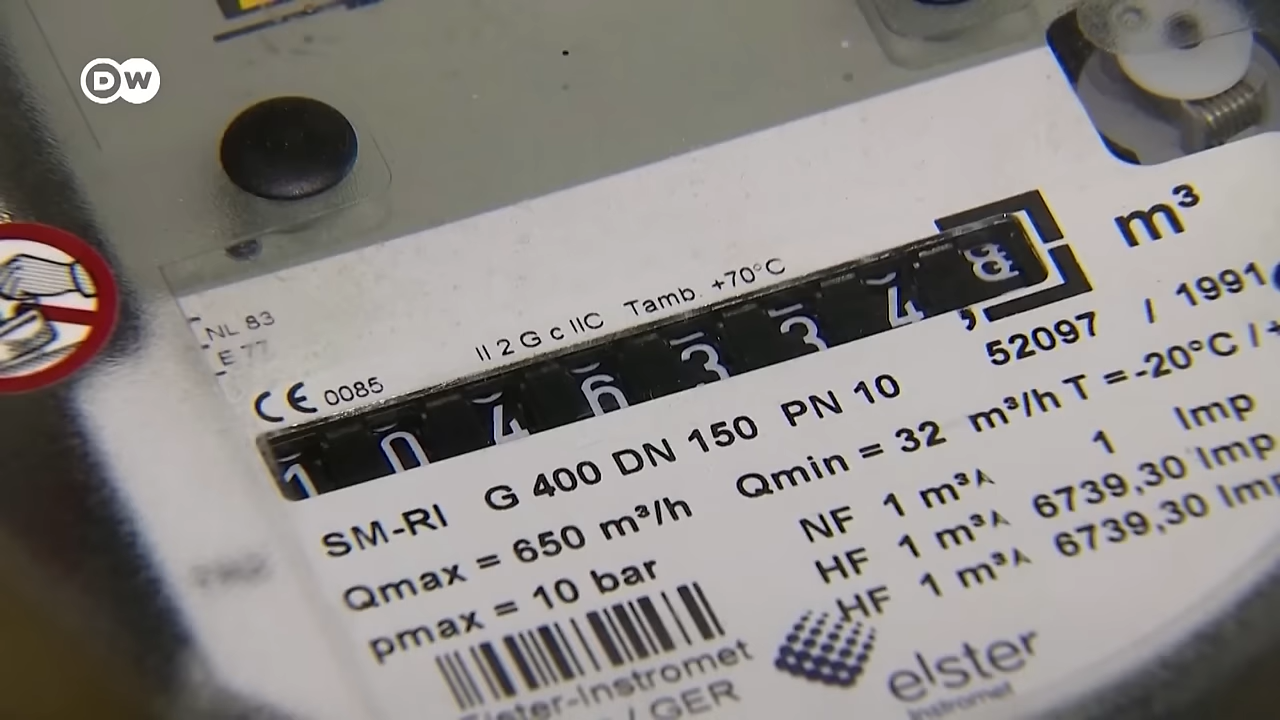 DW
m³
NL 83
E 77
II 2 G c IIC Tamb. +70°C
CE 0085
1 0 4 6 3 3 4 , 8
52097 / 1991
SM-RI G 400 DN 150 PN 10
Qmax = 650 m³/h Qmin = 32 m³/h T =-20°C / +
pmax = 10 bar
NF 1 m³ ^ 1 Imp
HF 1 m³ ^ 6739,30 Imp
HF 1 m³ ^ 6739,30 Imp
Elster-Instromet
/ GER
elster
Instromet